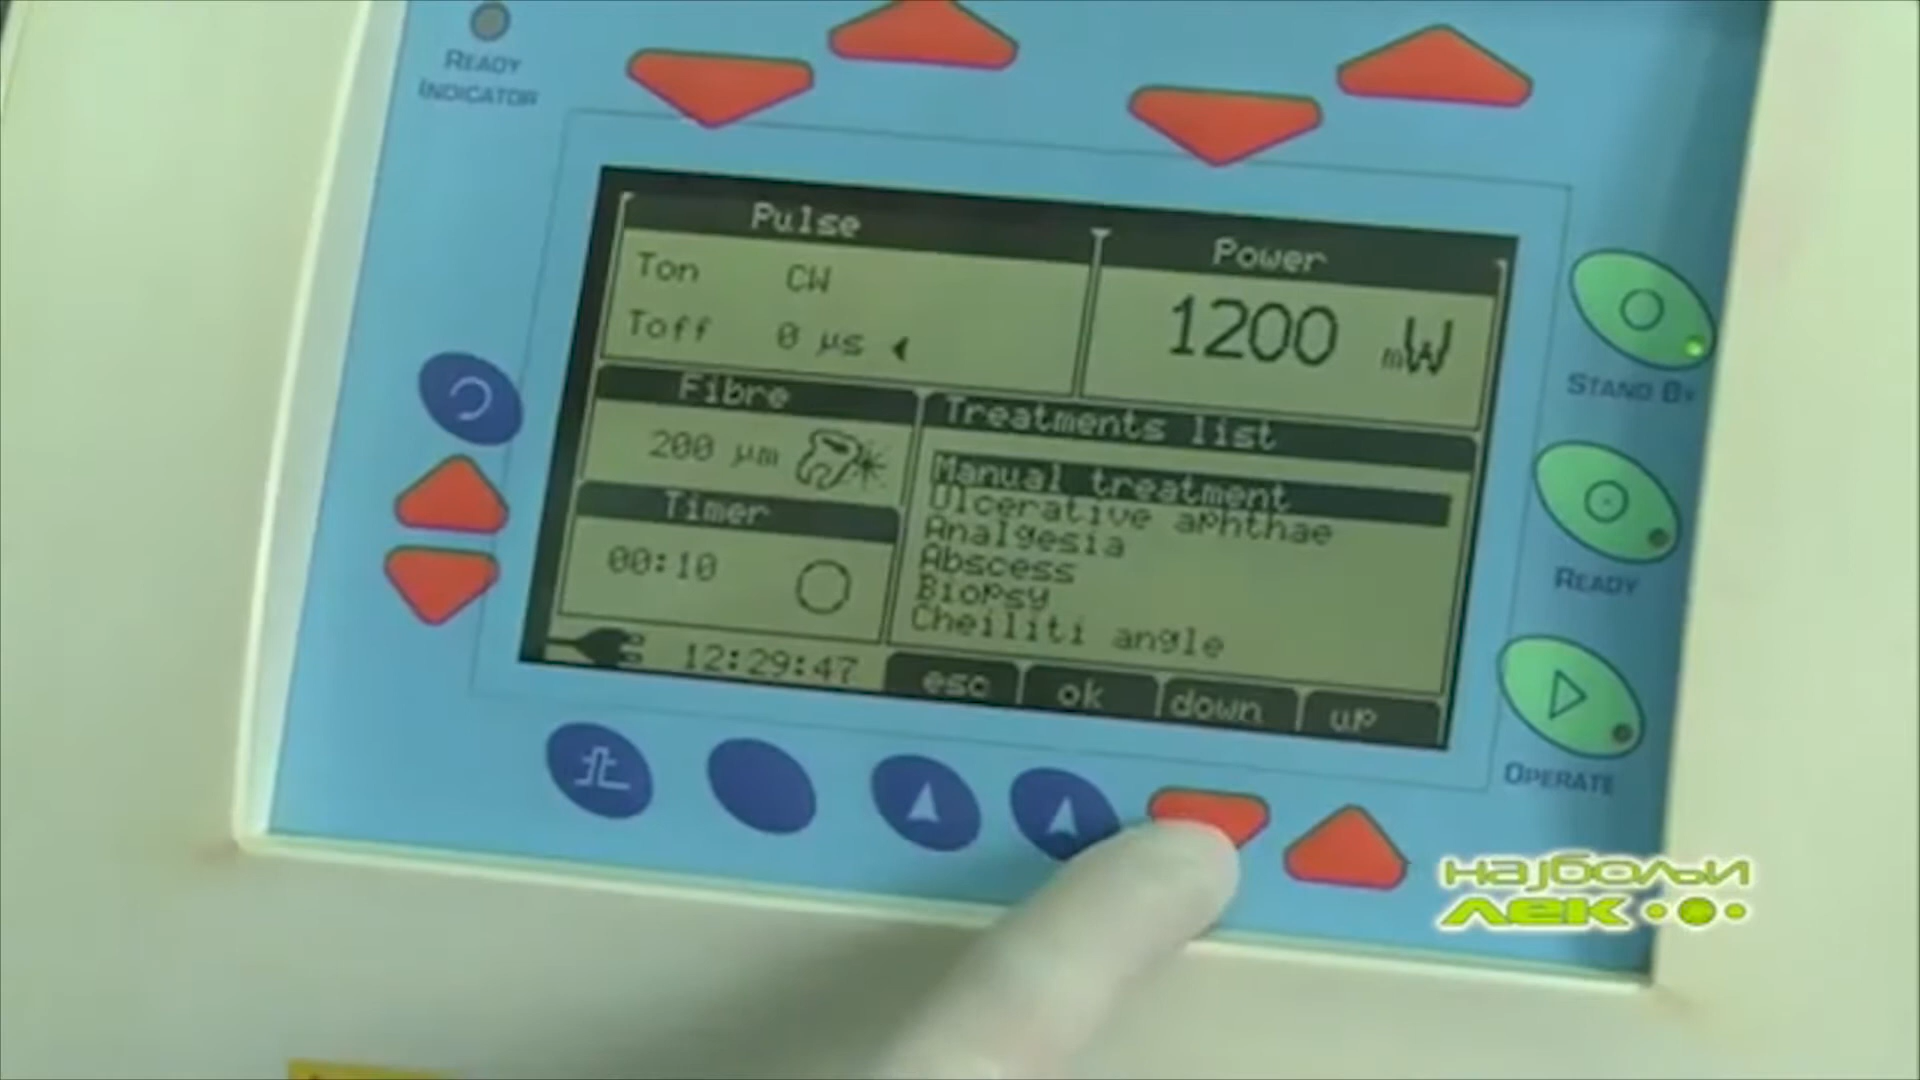 READY
INDICATOR
Pulse
Ton CW
Toff 0 µs
Power
1200 mW
Fibre
200 µm
Treatments list
Manual treatment
Ulcerative aphthae
Analgesia
Abscess
Biopsy
Cheiliti angle
Timer
00:10
12:29:47
esc ok down up
STAND BY
READY
OPERATE
најбољи
лек